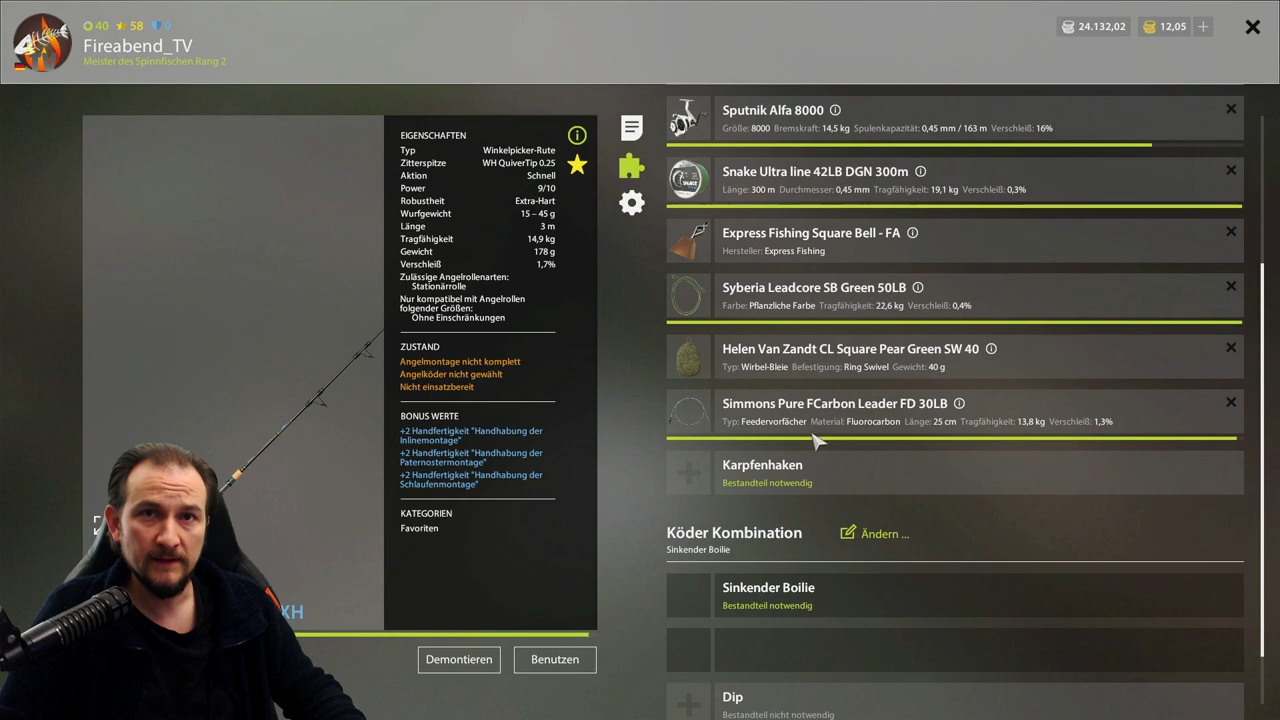 40 58 0
Fireabend_TV
Meister des Spinnfischen Rang 2
24.132,02
12,05
EIGENSCHAFTEN
Typ Winkelpicker-Rute
Zitterspitze WH QuiverTip 0.25
Aktion Schnell
Power 9/10
Robustheit Extra-Hart
Wurfgewicht 15 – 45 g
Länge 3 m
Tragfähigkeit 14,9 kg
Gewicht 178 g
Verschleiß 1,7%
Zulässige Angelrollenarten:
Stationärrolle
Nur kompatibel mit Angelrollen
folgender Größen:
Ohne Einschränkungen
ZUSTAND
Angelmontage nicht komplett
Angelköder nicht gewählt
Nicht einsatzbereit
BONUS WERTE
+2 Handfertigkeit "Handhabung der
Inlinemontage"
+2 Handfertigkeit "Handhabung der
Paternostermontage"
+2 Handfertigkeit "Handhabung der
Schlaufenmontage"
KATEGORIEN
Favoriten
XH
Demontieren
Benutzen
Sputnik Alfa 8000
Größe: 8000 Bremskraft: 14,5 kg Spulenkapazität: 0,45 mm / 163 m Verschleiß: 16%
Snake Ultra line 42LB DGN 300m
Länge: 300 m Durchmesser: 0,45 mm Tragfähigkeit: 19,1 kg Verschleiß: 0,3%
Express Fishing Square Bell - FA
Hersteller: Express Fishing
Syberia Leadcore SB Green 50LB
Farbe: Pflanzliche Farbe Tragfähigkeit: 22,6 kg Verschleiß: 0,4%
Helen Van Zandt CL Square Pear Green SW 40
Typ: Wirbel-Bleie Befestigung: Ring Swivel Gewicht: 40 g
Simmons Pure FCarbon Leader FD 30LB
Typ: Feedervorfächer Material: Fluorocarbon Länge: 25 cm Tragfähigkeit: 13,8 kg Verschleiß: 1,3%
Karpfenhaken
Bestandteil notwendig
Köder Kombination
Ändern ...
Sinkender Boilie
Sinkender Boilie
Bestandteil notwendig
Dip
Bestandteil nicht notwendig